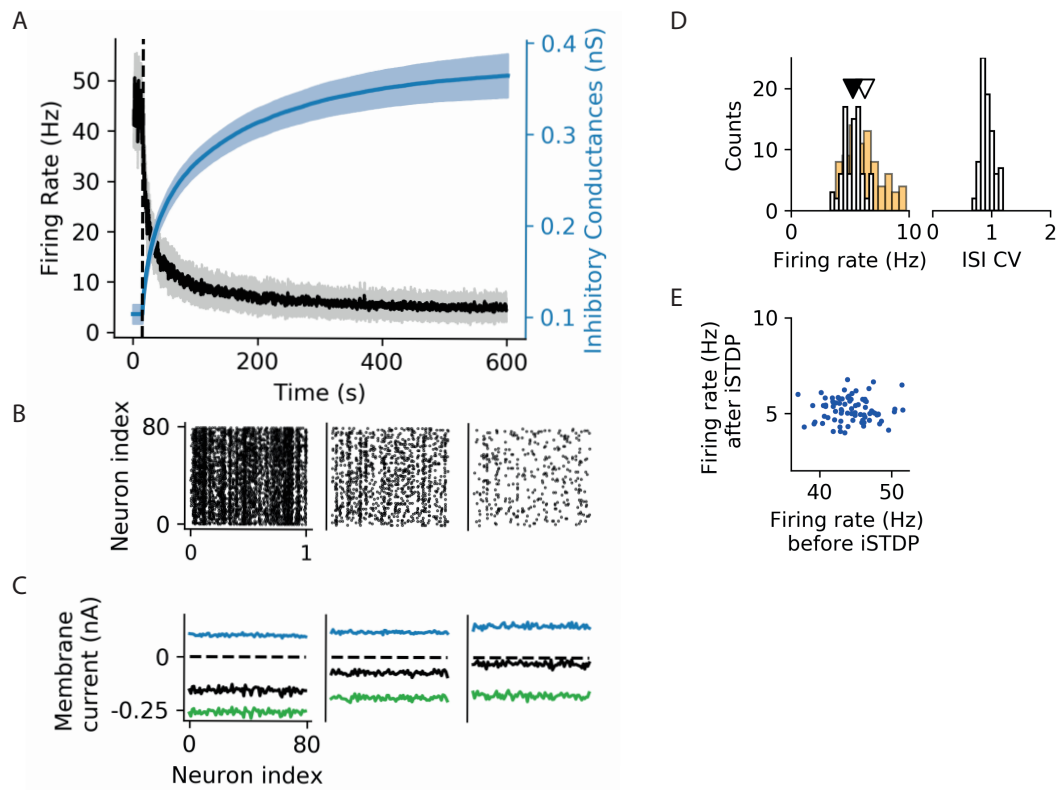 A
Firing Rate (Hz)
50
40
30
20
10
0
0
200
400
600
Time (s)
0.4
0.3
0.2
0.1
Inhibitory Conductances (nS)
B
Neuron index
80
0
0
1
C
Membrane
current (nA)
0
-0.25
0
80
Neuron index
D
Counts
20
10
0
0
10
Firing rate (Hz)
0
1
2
ISI CV
E
Firing rate (Hz)
after iSTDP
10
5
40
50
Firing rate (Hz)
before iSTDP